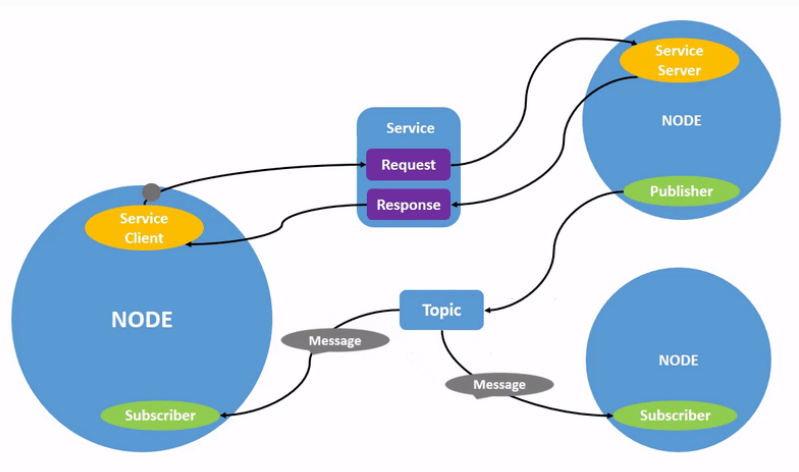 Service
Server
Service
NODE
Request
Publisher
Response
Service
Client
Topic
NODE
Message
NODE
Message
Subscriber
Subscriber